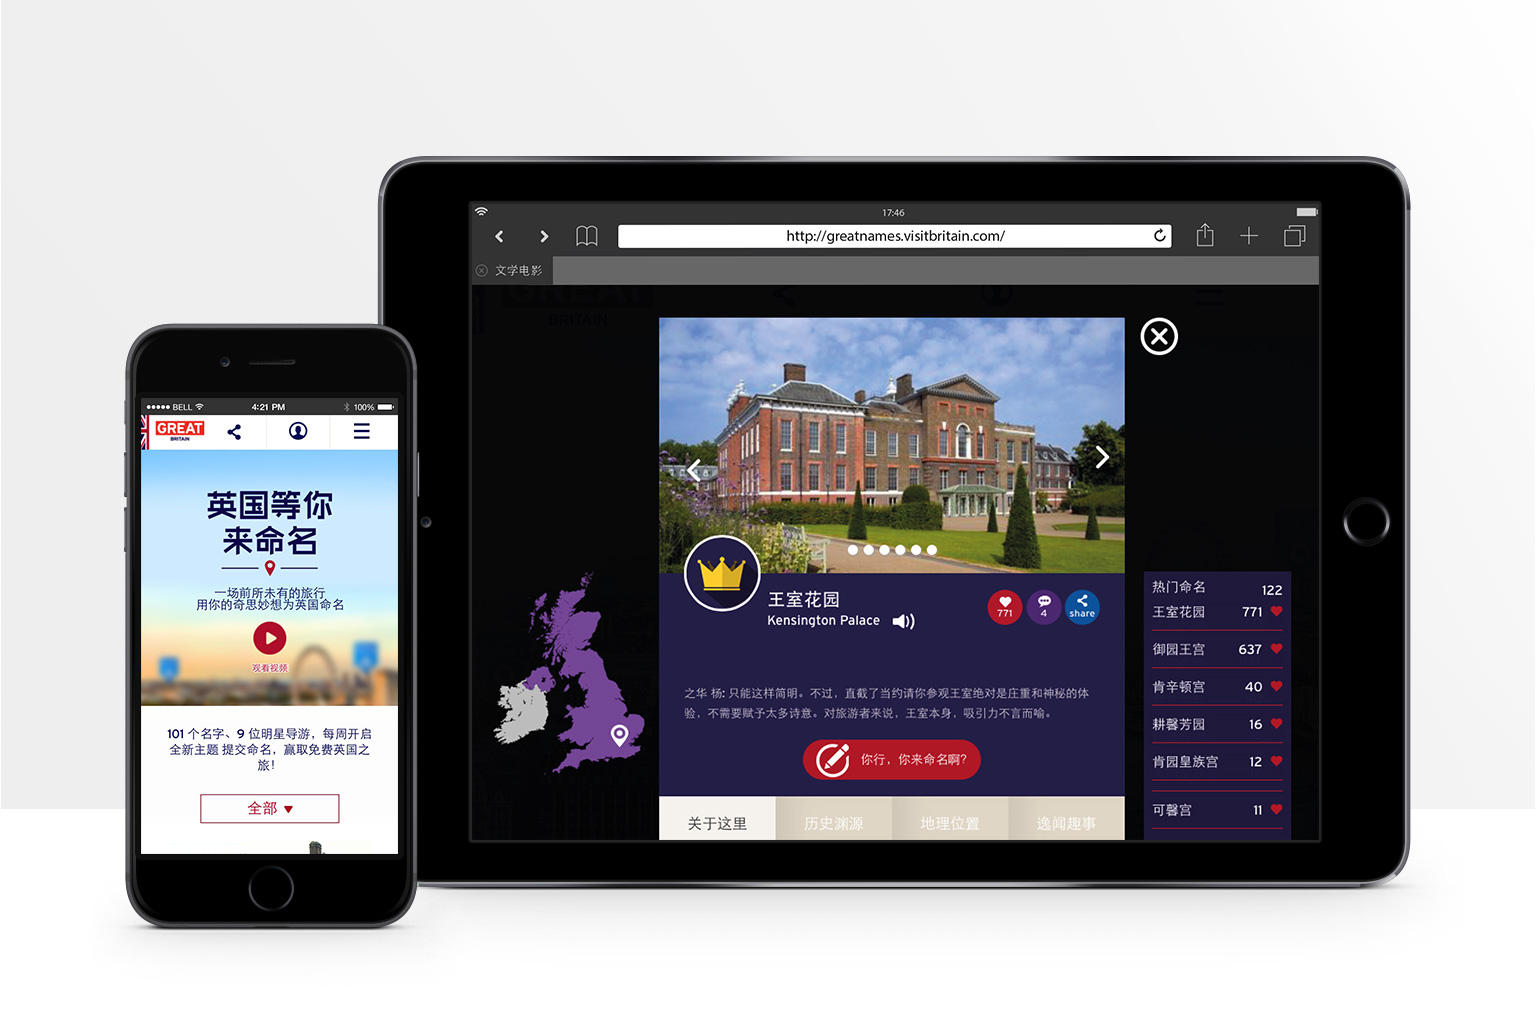 ●●●●● BELL 4:21 PM 100%
GREAT
BRITAIN
英国等你
来命名
一场前所未有的旅行
用你的奇思妙想为英国命名
观看视频
101 个名字、9 位明星导游，每周开启
全新主题 提交命名，赢取免费英国之
旅！
全部
17:46
http://greatnames.visitbritain.com/
文学电影
GREAT
BRITAIN
王室花园
Kensington Palace
771
4
share
之华 杨: 只能这样简明。不过，直截了当约请你参观王室绝对是庄重和神秘的体
验，不需要赋予太多诗意。对旅游者来说，王室本身，吸引力不言而喻。
你行，你来命名啊?
关于这里 历史渊源 地理位置 逸闻趣事
热门命名 122
王室花园 771
御园王宫 637
肯辛顿宫 40
耕馨芳园 16
肯园皇族宫 12
可馨宫 11